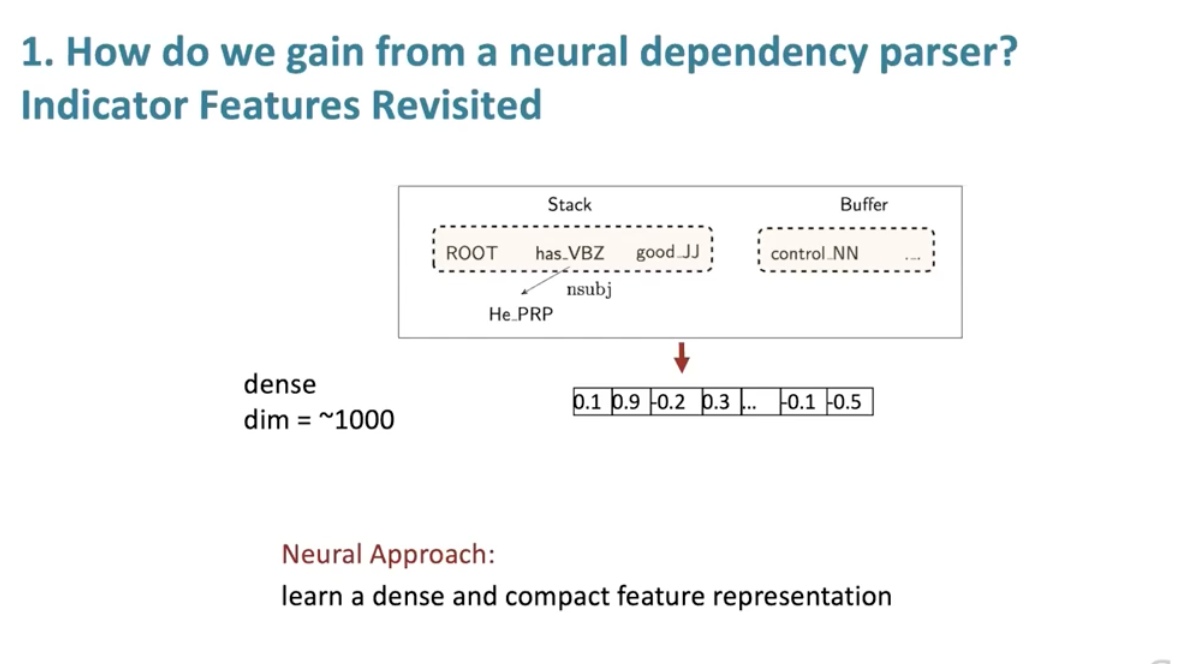 1. How do we gain from a neural dependency parser?
Indicator Features Revisited
Stack Buffer
ROOT has_VBZ good_JJ control_NN ....
nsubj
He_PRP
dense
dim = ~1000
0.1 0.9 -0.2 0.3 ... -0.1 -0.5
Neural Approach:
learn a dense and compact feature representation